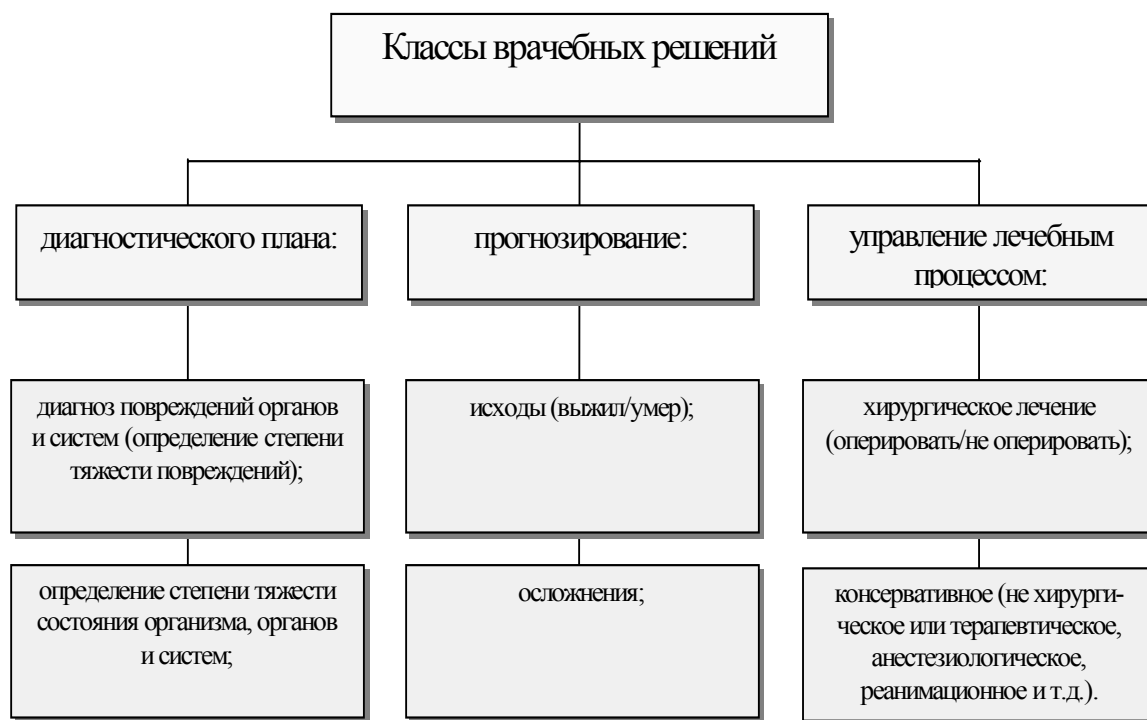 Классы врачебных решений
диагностического плана:
прогнозирование:
управление лечебным
процессом:
диагноз повреждений органов
и систем (определение степени
тяжести повреждений);
исходы (выжил/умер);
хирургическое лечение
(оперировать/не оперировать);
определение степени тяжести
состояния организма, органов
и систем;
осложнения;
консервативное (не хирурги-
ческое или терапевтическое,
анестезиологическое,
реанимационное и т.д.).